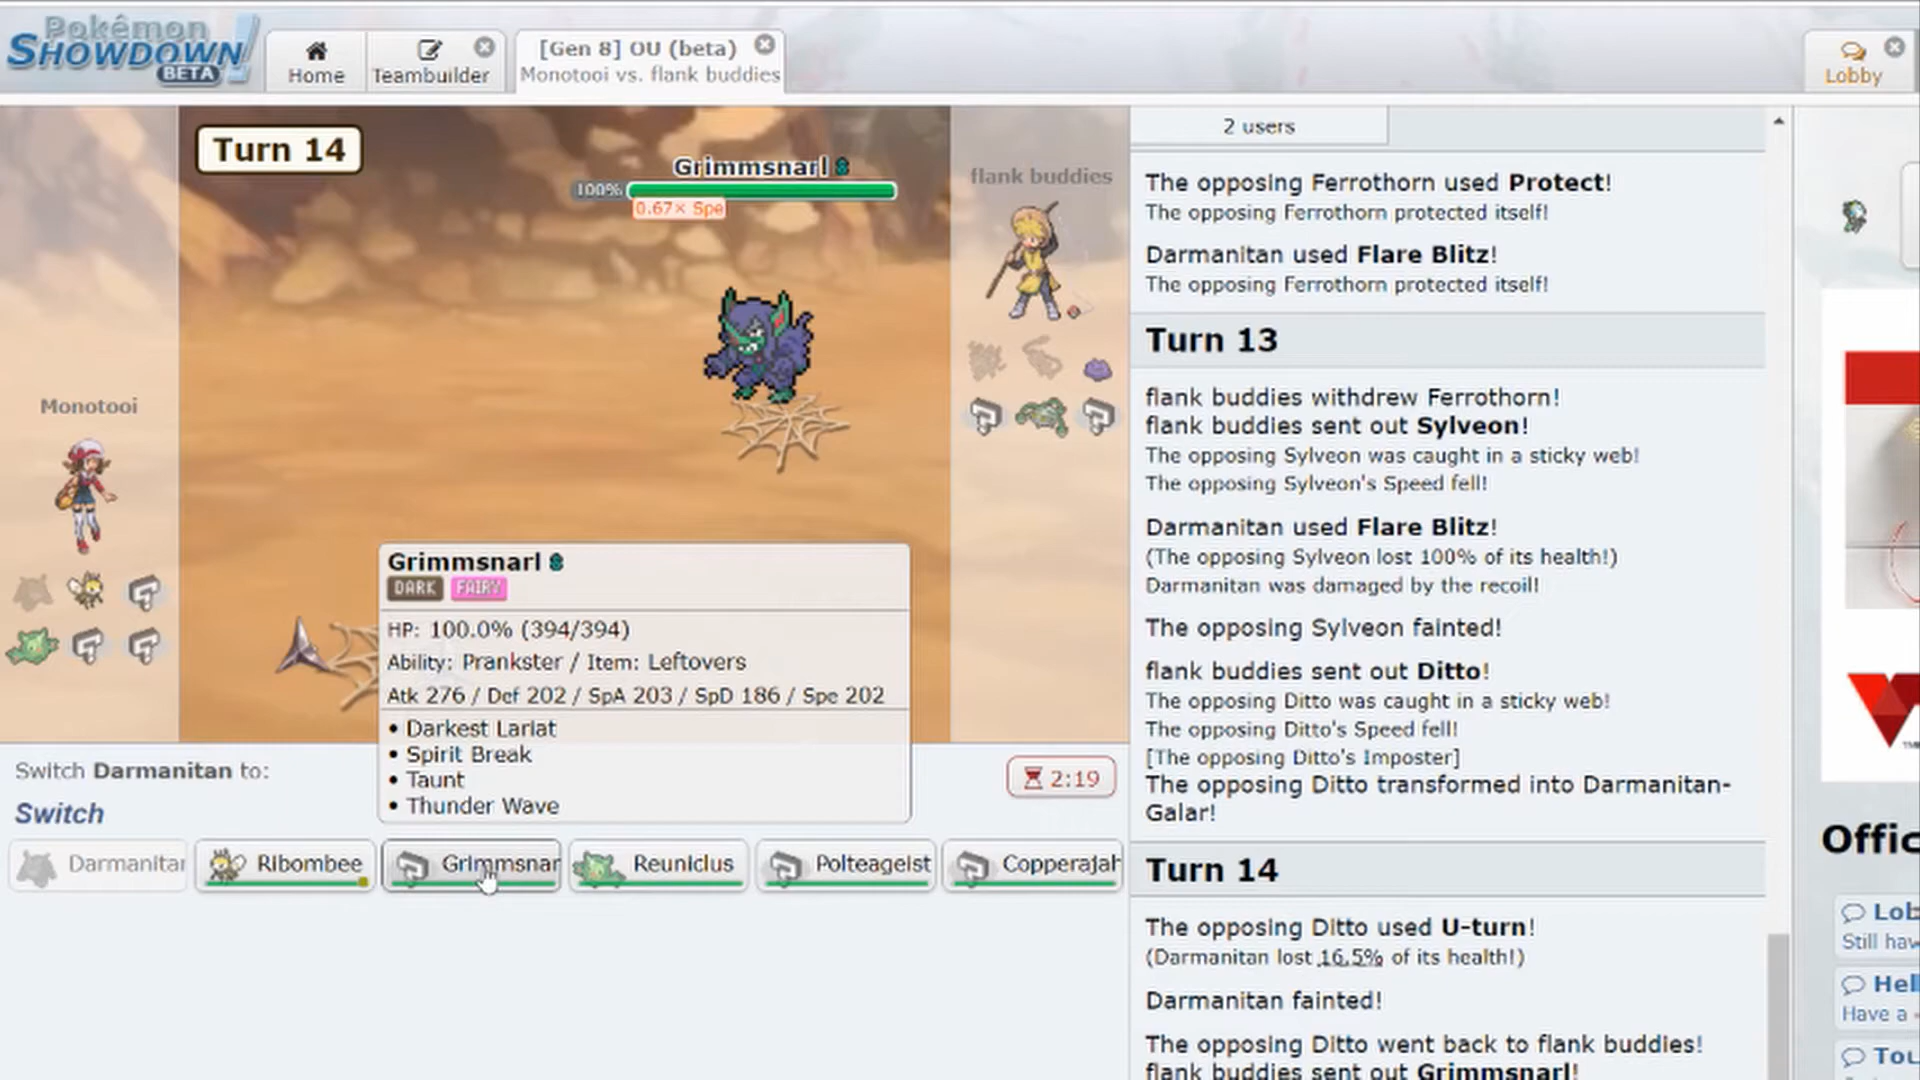 Pokémon
SHOWDOWN!
BETA
Home
Teambuilder
[Gen 8] OU (beta)
Monotooi vs. flank buddies
Lobby
Turn 14
Grimmsnarl
100%
0.67× Spe
flank buddies
Monotooi
Grimmsnarl
DARK FAIRY
HP: 100.0% (394/394)
Ability: Prankster / Item: Leftovers
Atk 276 / Def 202 / SpA 203 / SpD 186 / Spe 202
• Darkest Lariat
• Spirit Break
• Taunt
• Thunder Wave
Switch Darmanitan to:
2:19
Switch
Darmanitar
Ribombee
Grimmsnar
Reuniclus
Polteageist
Copperajah
2 users
The opposing Ferrothorn used Protect!
The opposing Ferrothorn protected itself!
Darmanitan used Flare Blitz!
The opposing Ferrothorn protected itself!
Turn 13
flank buddies withdrew Ferrothorn!
flank buddies sent out Sylveon!
The opposing Sylveon was caught in a sticky web!
The opposing Sylveon's Speed fell!
Darmanitan used Flare Blitz!
(The opposing Sylveon lost 100% of its health!)
Darmanitan was damaged by the recoil!
The opposing Sylveon fainted!
flank buddies sent out Ditto!
The opposing Ditto was caught in a sticky web!
The opposing Ditto's Speed fell!
[The opposing Ditto's Imposter]
The opposing Ditto transformed into Darmanitan-
Galar!
Turn 14
The opposing Ditto used U-turn!
(Darmanitan lost 16.5% of its health!)
Darmanitan fainted!
The opposing Ditto went back to flank buddies!
flank buddies sent out Grimmsnarl!
Offic
Lob
Still hav
Hel
Have a
Tou